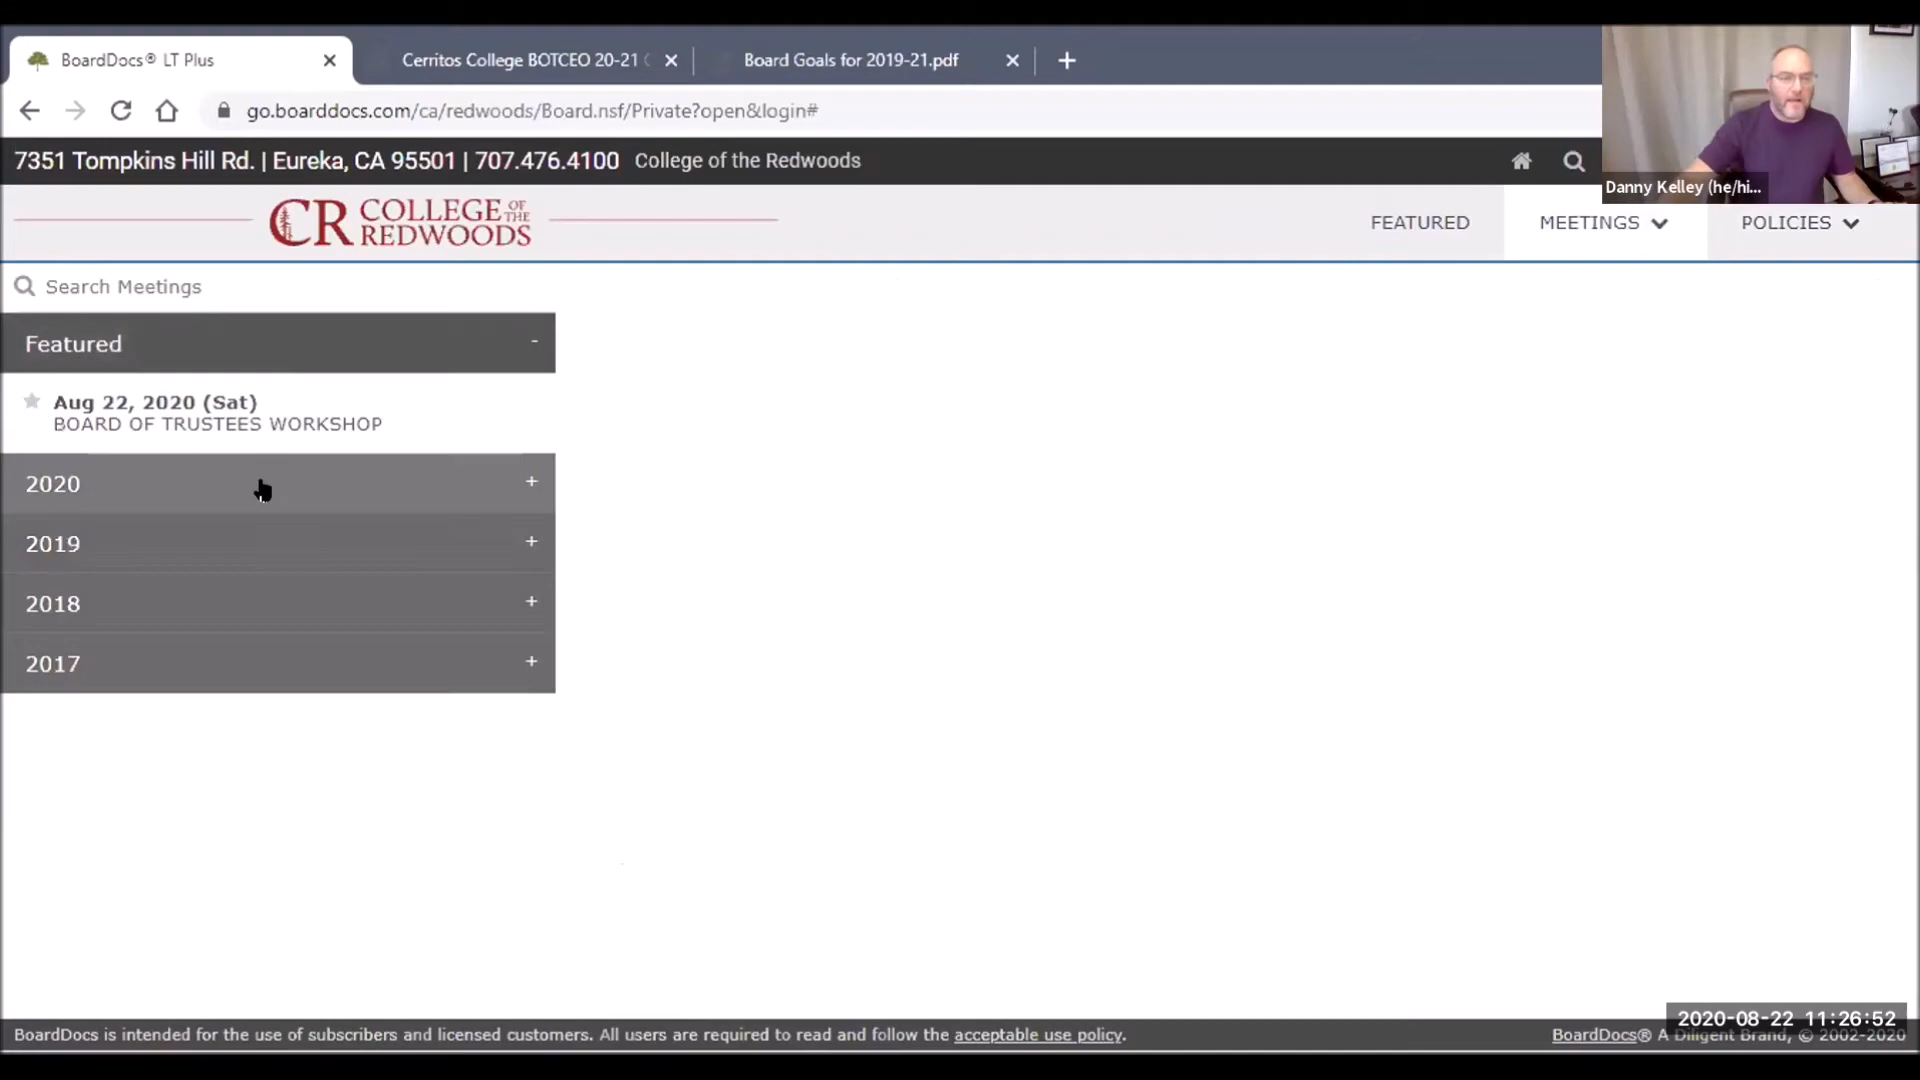 BoardDocs® LT Plus
Cerritos College BOTCEO 20-21
Board Goals for 2019-21.pdf
go.boarddocs.com/ca/redwoods/Board.nsf/Private?open&login#
7351 Tompkins Hill Rd. | Eureka, CA 95501 | 707.476.4100 College of the Redwoods
Danny Kelley (he/hi...
CR COLLEGE OF THE REDWOODS
FEATURED
MEETINGS
POLICIES
Search Meetings
Featured -
Aug 22, 2020 (Sat)
BOARD OF TRUSTEES WORKSHOP
2020 +
2019 +
2018 +
2017 +
2020-08-22 11:26:52
BoardDocs is intended for the use of subscribers and licensed customers. All users are required to read and follow the acceptable use policy.
BoardDocs® A Diligent Brand, © 2002-2020